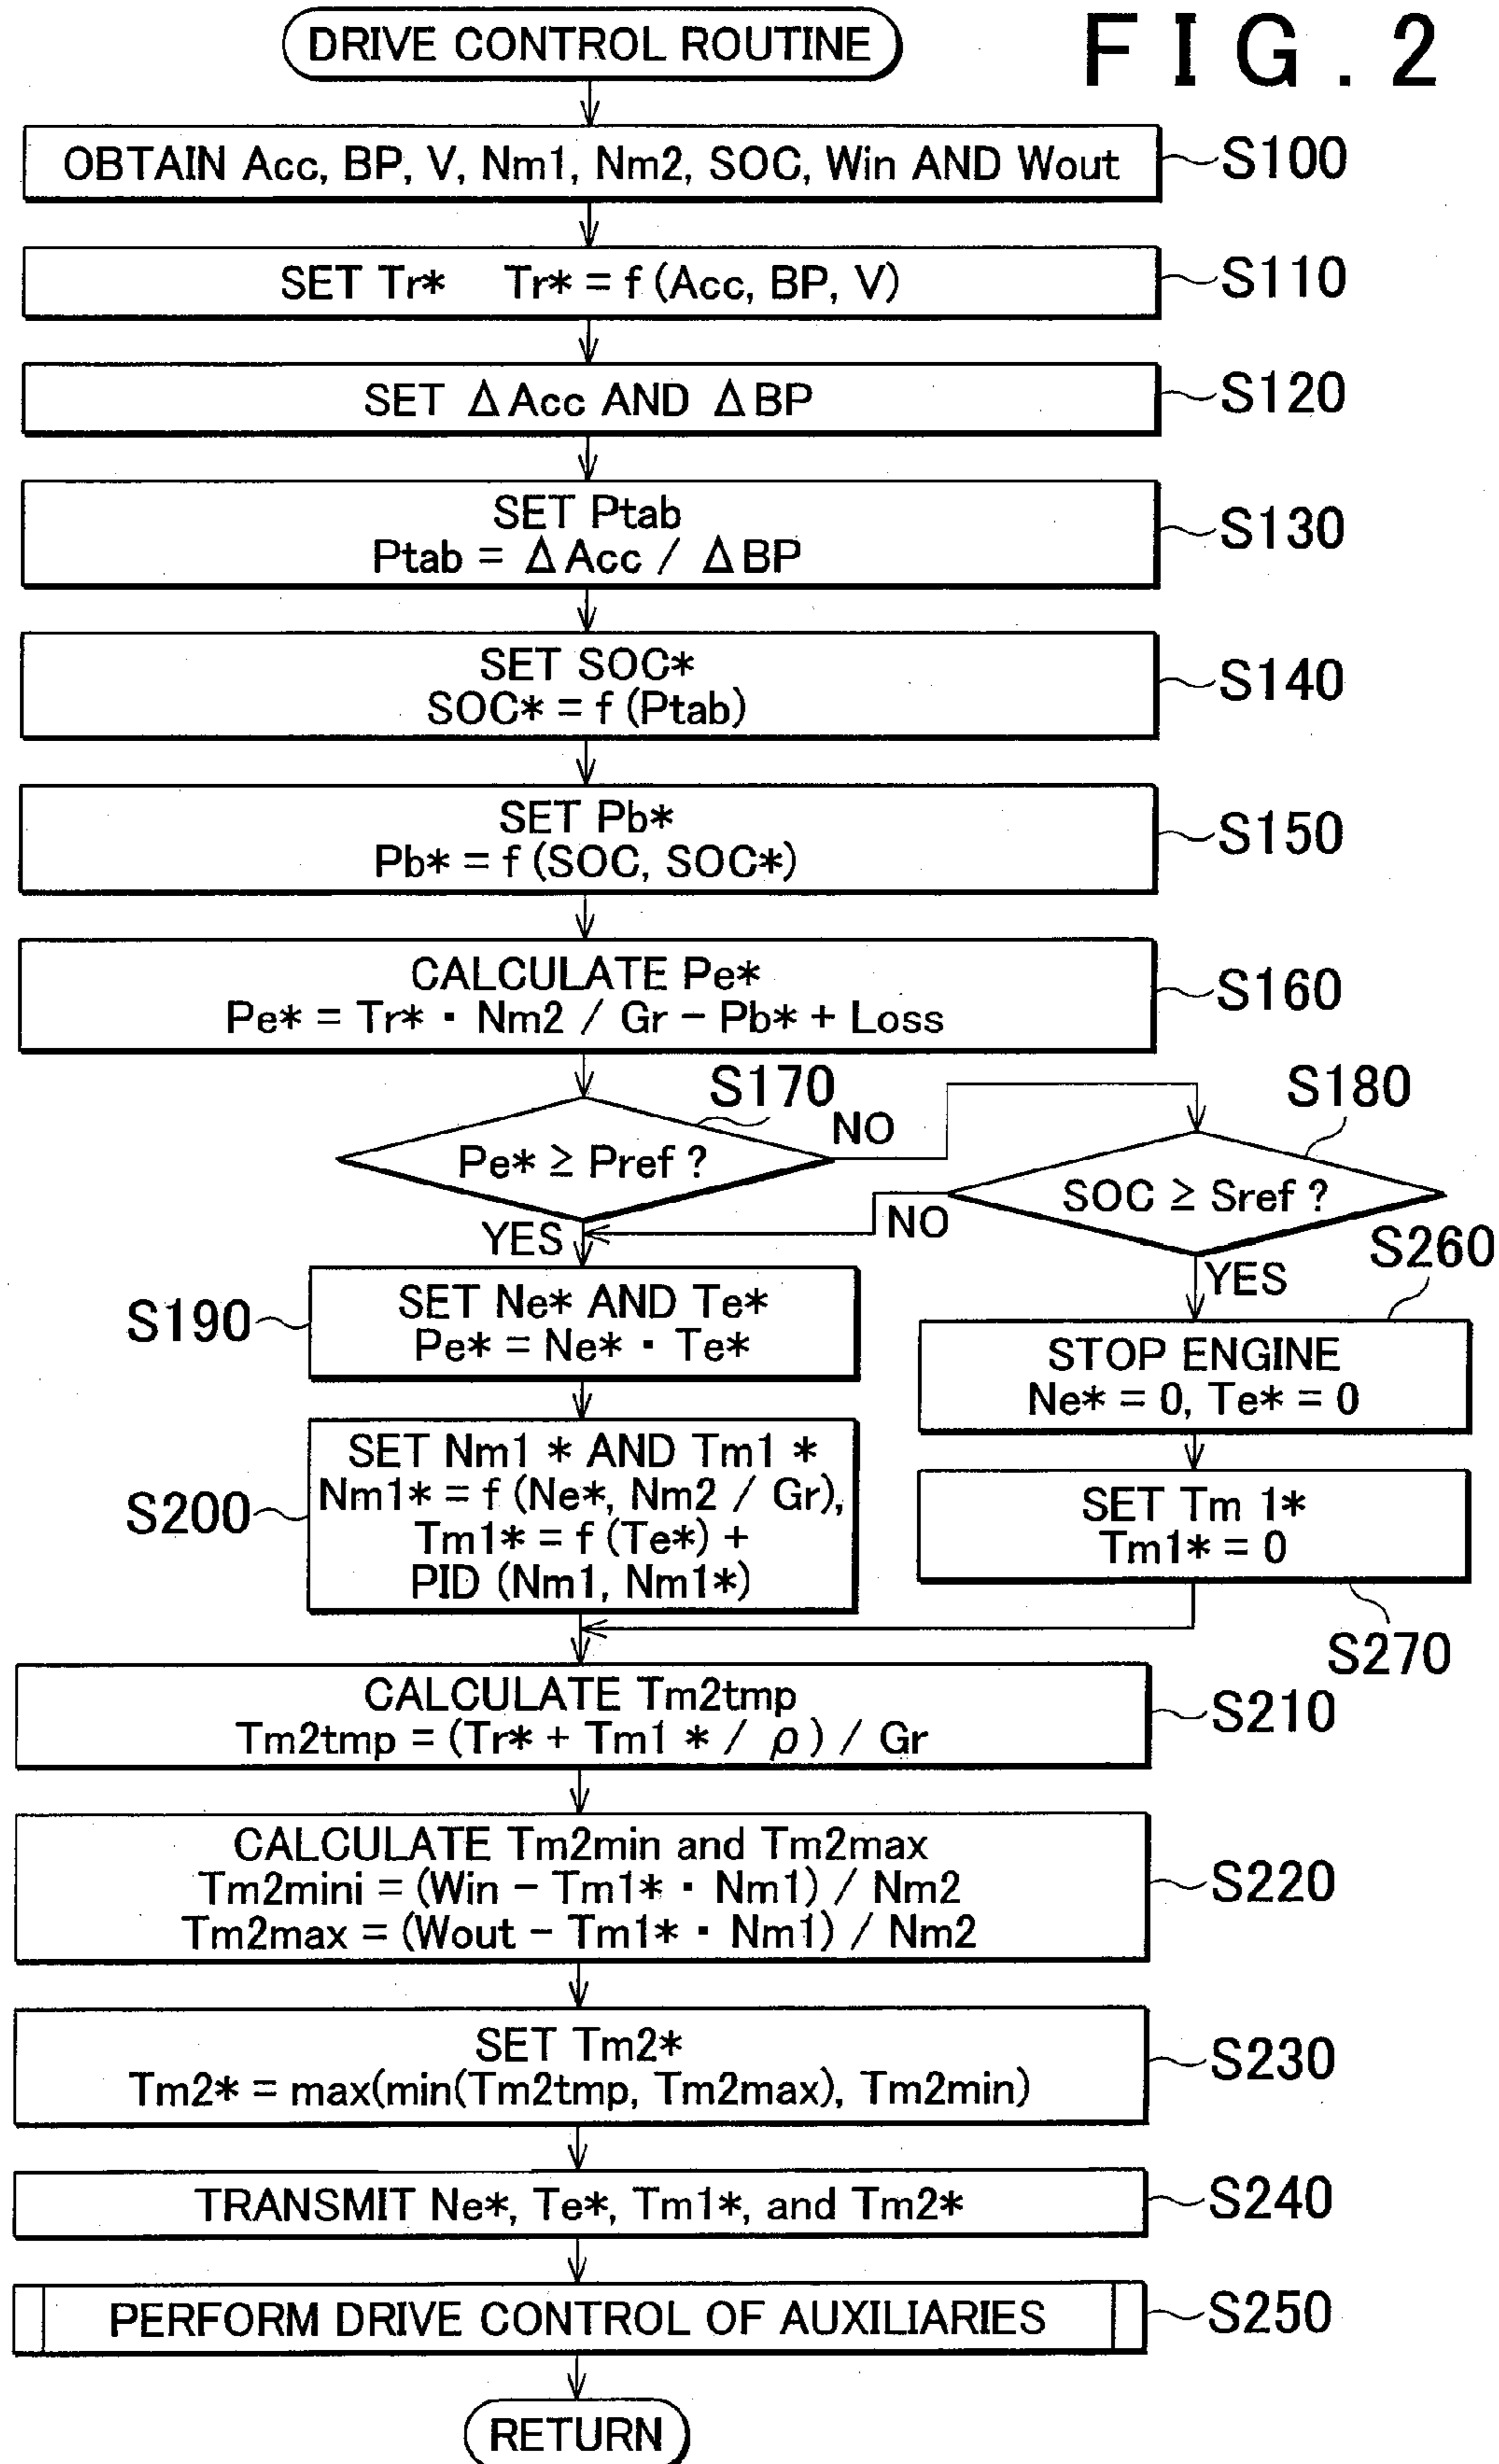 DRIVE CONTROL ROUTINE
FIG. 2
OBTAIN Acc, BP, V, Nm1, Nm2, SOC, Win AND Wout
S100
SET Tr* Tr* = f (Acc, BP, V)
S110
SET ΔAcc AND ΔBP
S120
SET Ptab
Ptab = ΔAcc / ΔBP
S130
SET SOC*
SOC* = f (Ptab)
S140
SET Pb*
Pb* = f (SOC, SOC*)
S150
CALCULATE Pe*
Pe* = Tr* · Nm2 / Gr - Pb* + Loss
S160
S170
Pe* ≥ Pref ?
NO
YES
S180
SOC ≥ Sref ?
NO
YES
S190
SET Ne* AND Te*
Pe* = Ne* · Te*
S260
STOP ENGINE
Ne* = 0, Te* = 0
S200
SET Nm1 * AND Tm1 *
Nm1* = f (Ne*, Nm2 / Gr),
Tm1* = f (Te*) +
PID (Nm1, Nm1*)
SET Tm 1*
Tm1* = 0
S270
CALCULATE Tm2tmp
Tm2tmp = (Tr* + Tm1 * / ρ) / Gr
S210
CALCULATE Tm2min and Tm2max
Tm2mini = (Win - Tm1* · Nm1) / Nm2
Tm2max = (Wout - Tm1* · Nm1) / Nm2
S220
SET Tm2*
Tm2* = max(min(Tm2tmp, Tm2max), Tm2min)
S230
TRANSMIT Ne*, Te*, Tm1*, and Tm2*
S240
PERFORM DRIVE CONTROL OF AUXILIARIES
S250
RETURN